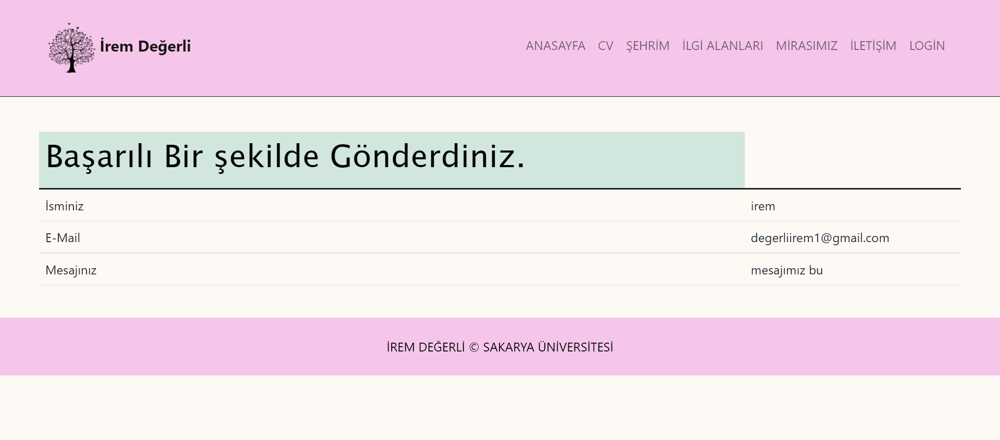 İrem Değerli
ANASAYFA CV ŞEHRİM İLGİ ALANLARI MİRASIMIZ İLETİŞİM LOGİN
Başarılı Bir şekilde Gönderdiniz.
İsminiz irem
E-Mail degerliirem1@gmail.com
Mesajınız mesajımız bu
İREM DEĞERLİ © SAKARYA ÜNİVERSİTESİ